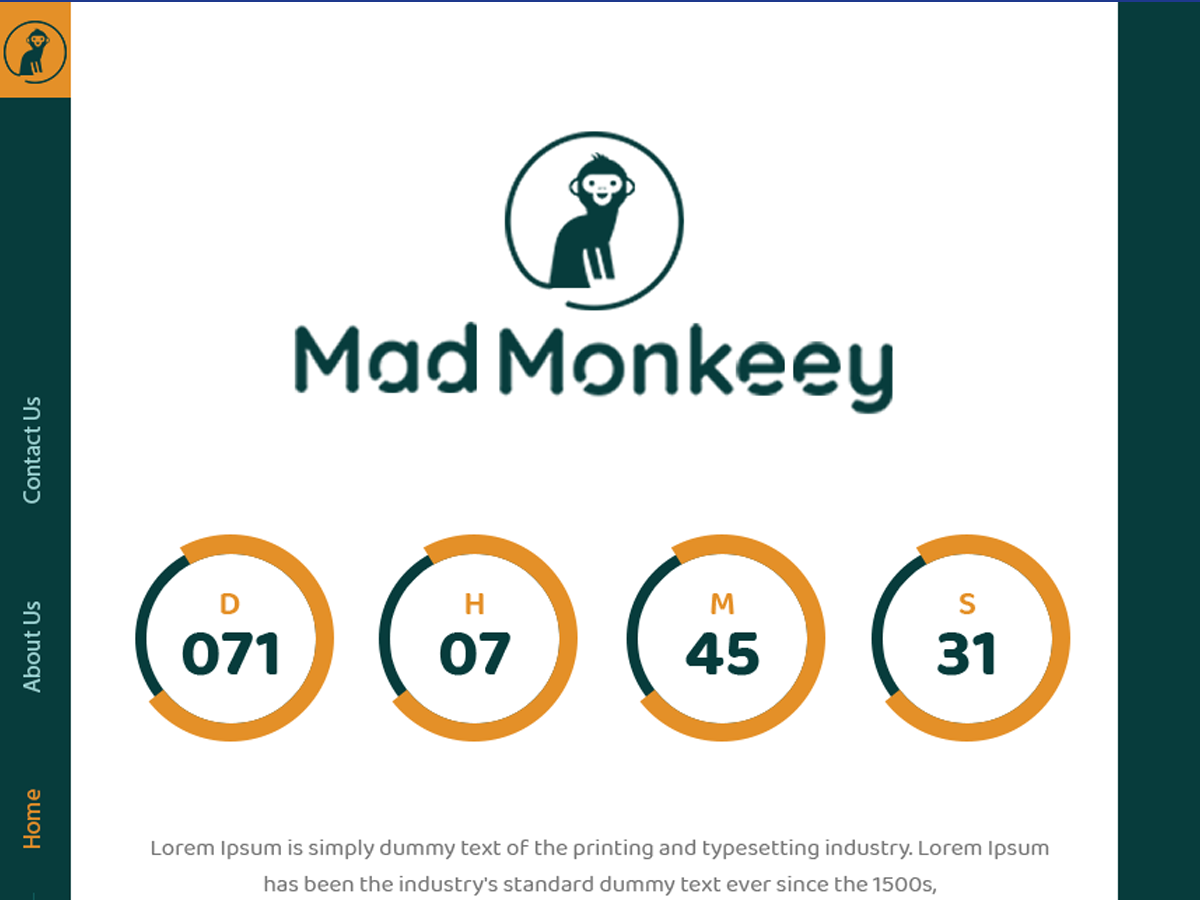 Contact Us
About Us
Home
Mad Monkeey
D
071
H
07
M
45
S
31
Lorem Ipsum is simply dummy text of the printing and typesetting industry. Lorem Ipsum
has been the industry's standard dummy text ever since the 1500s,